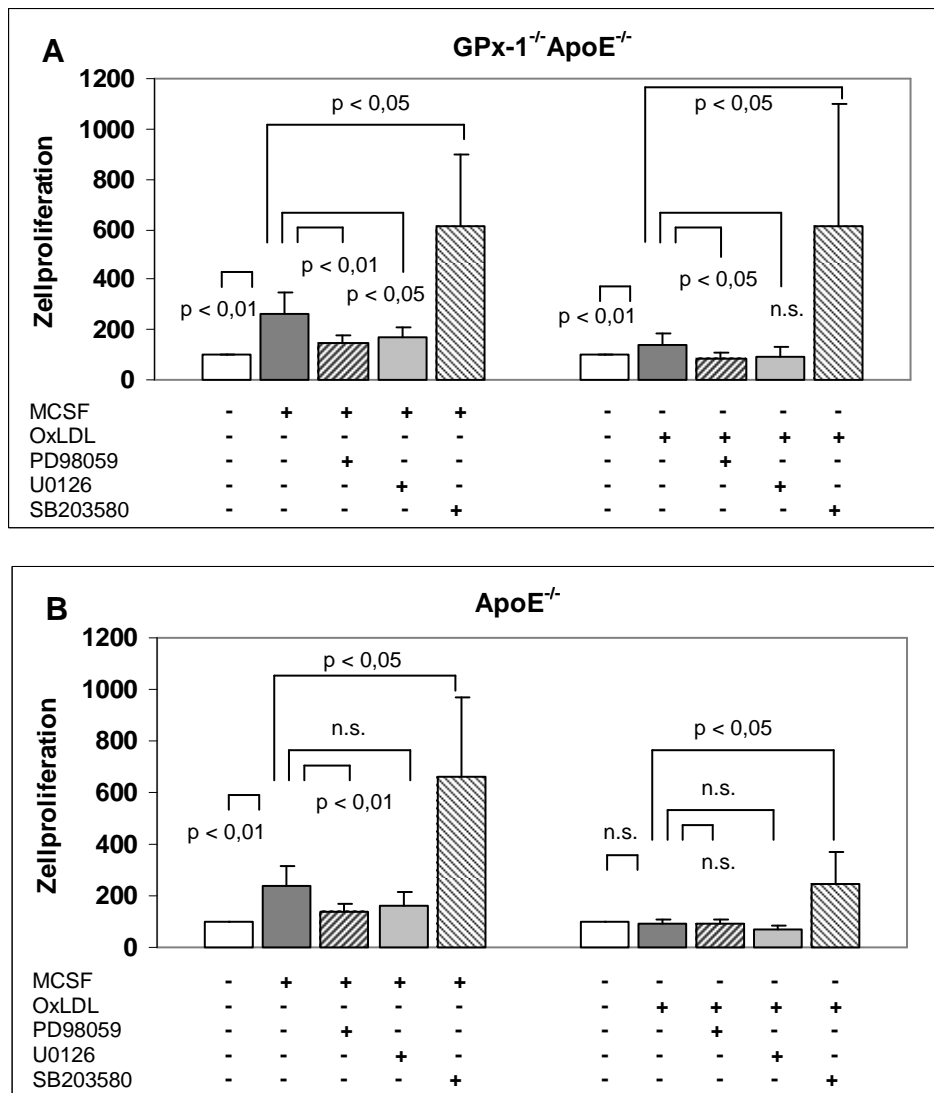 A
GPx-1-/-ApoE-/-
Zellproliferation
1200
1000
800
600
400
200
0
p < 0,05
p < 0,01
p < 0,01
p < 0,05
p < 0,05
p < 0,01
p < 0,05
n.s.
MCSF - + + + + - - - - -
OxLDL - - - - - - + + + +
PD98059 - - + - - - - + - -
U0126 - - - + - - - - + -
SB203580 - - - - + - - - - +
B
ApoE-/-
Zellproliferation
1200
1000
800
600
400
200
0
p < 0,05
n.s.
p < 0,01
p < 0,01
p < 0,05
n.s.
n.s.
n.s.
MCSF - + + + + - - - - -
OxLDL - - - - - - + + + +
PD98059 - - + - - - - + - -
U0126 - - - + - - - - + -
SB203580 - - - - + - - - - +